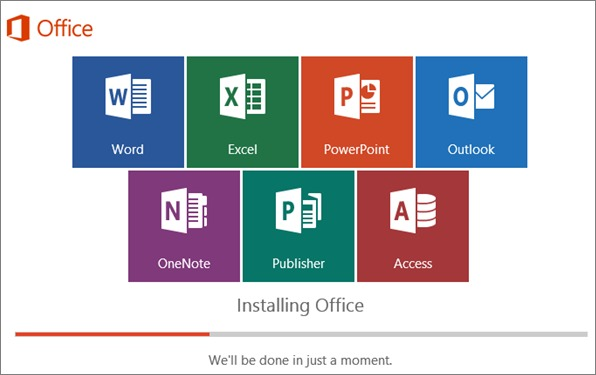 Office
W Word
X Excel
P PowerPoint
O Outlook
N OneNote
P Publisher
A Access
Installing Office
We'll be done in just a moment.